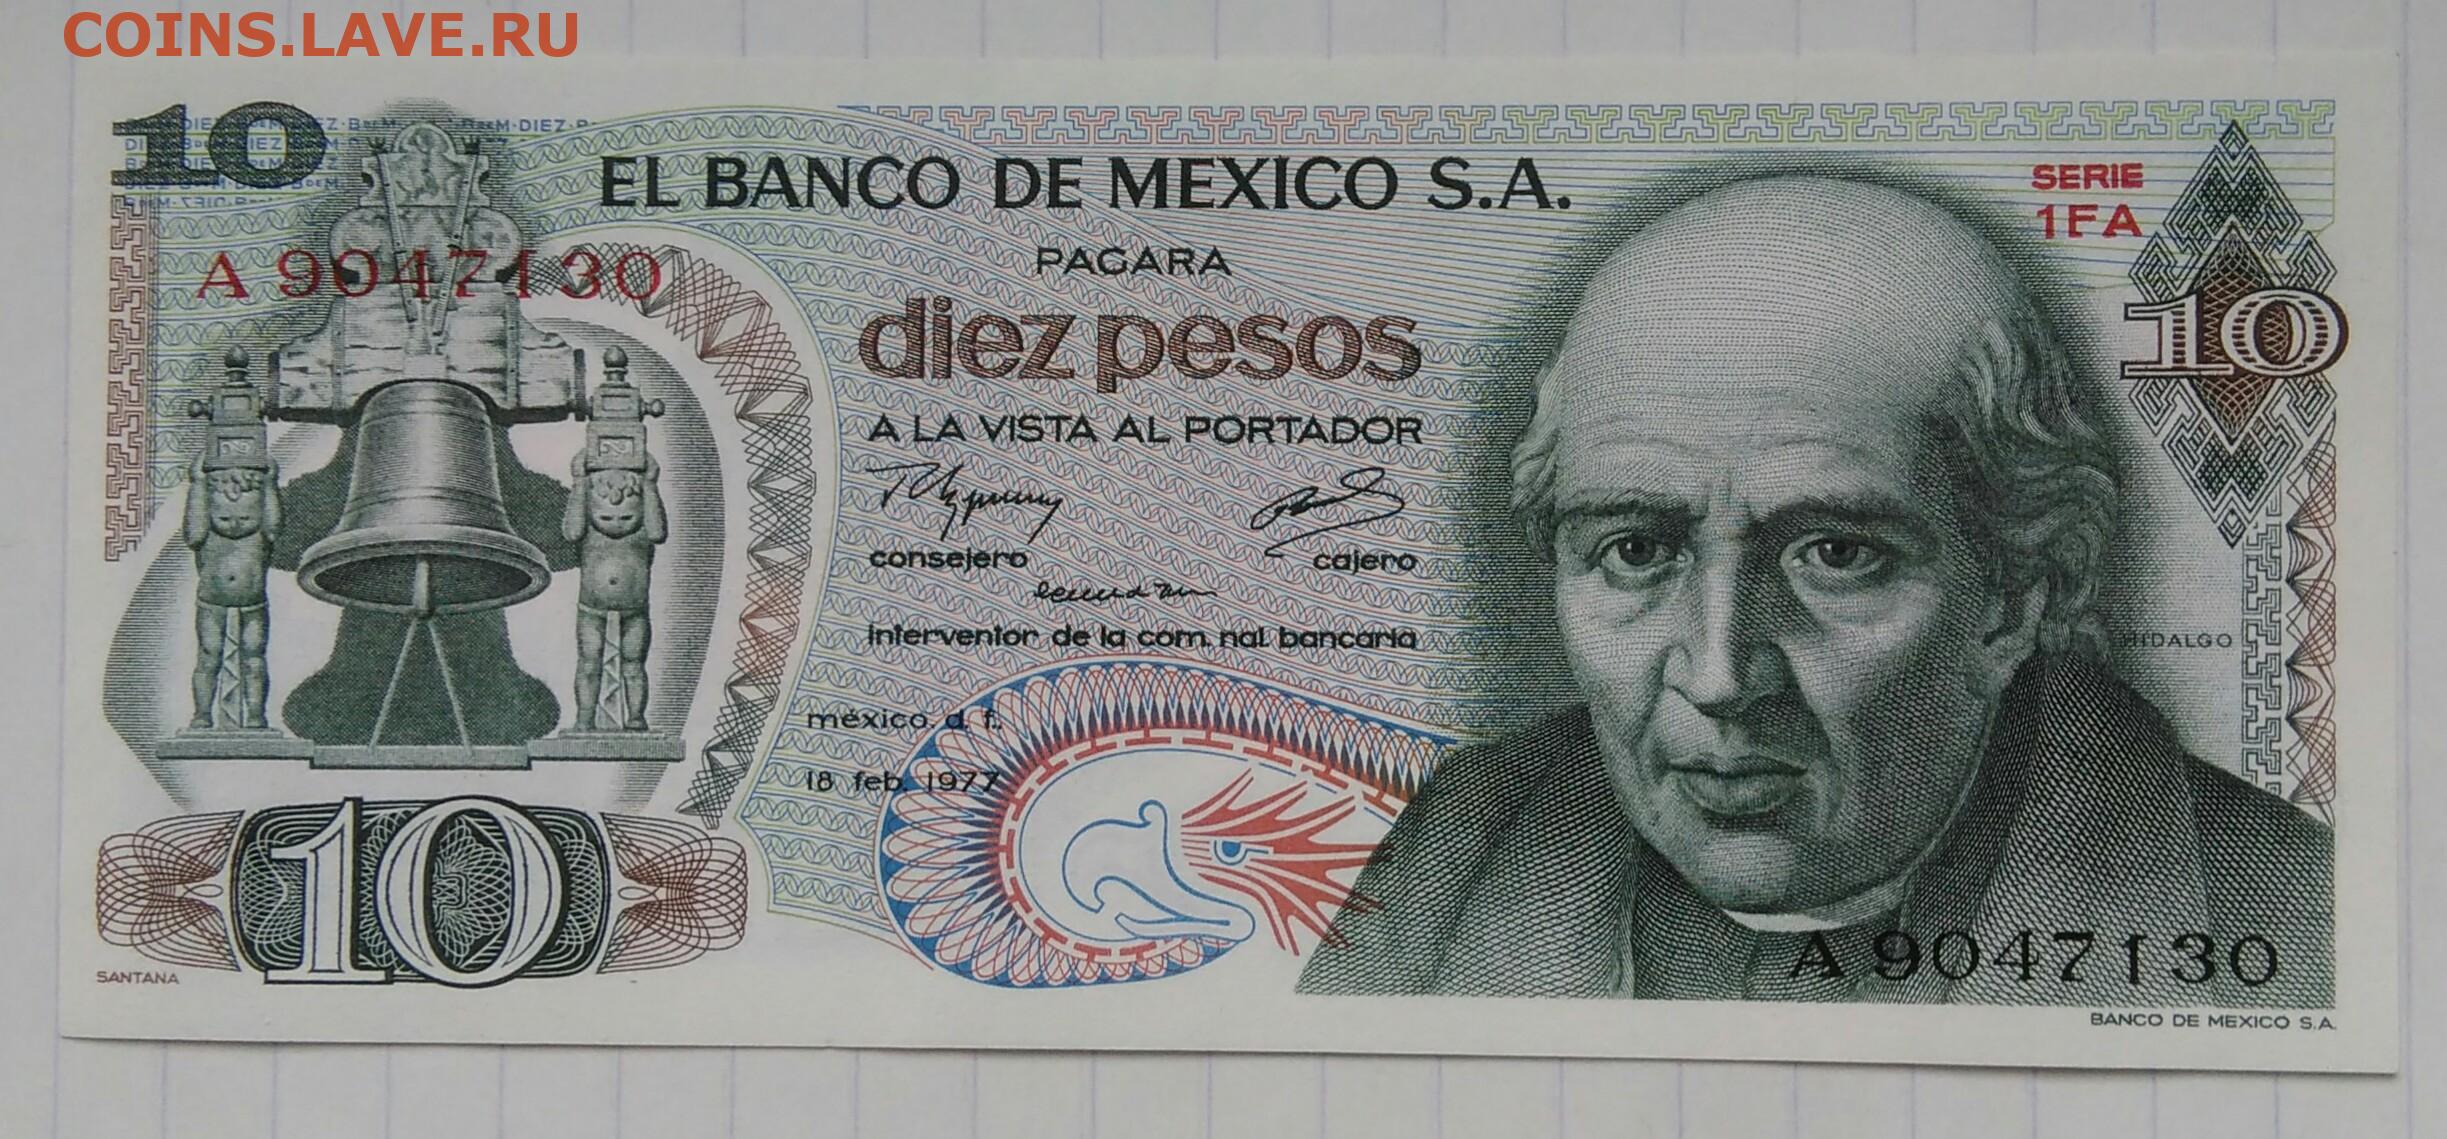 COINS.LAVE.RU
10
EL BANCO DE MEXICO S.A.
SERIE
1FA
A 9047130
PAGARA
diez pesos
10
A LA VISTA AL PORTADOR
consejero
cajero
interventor de la com. nal. bancaria
HIDALGO
méxico. d. f.
18 feb. 1977
10
A 9047130
SANTANA
BANCO DE MEXICO S.A.